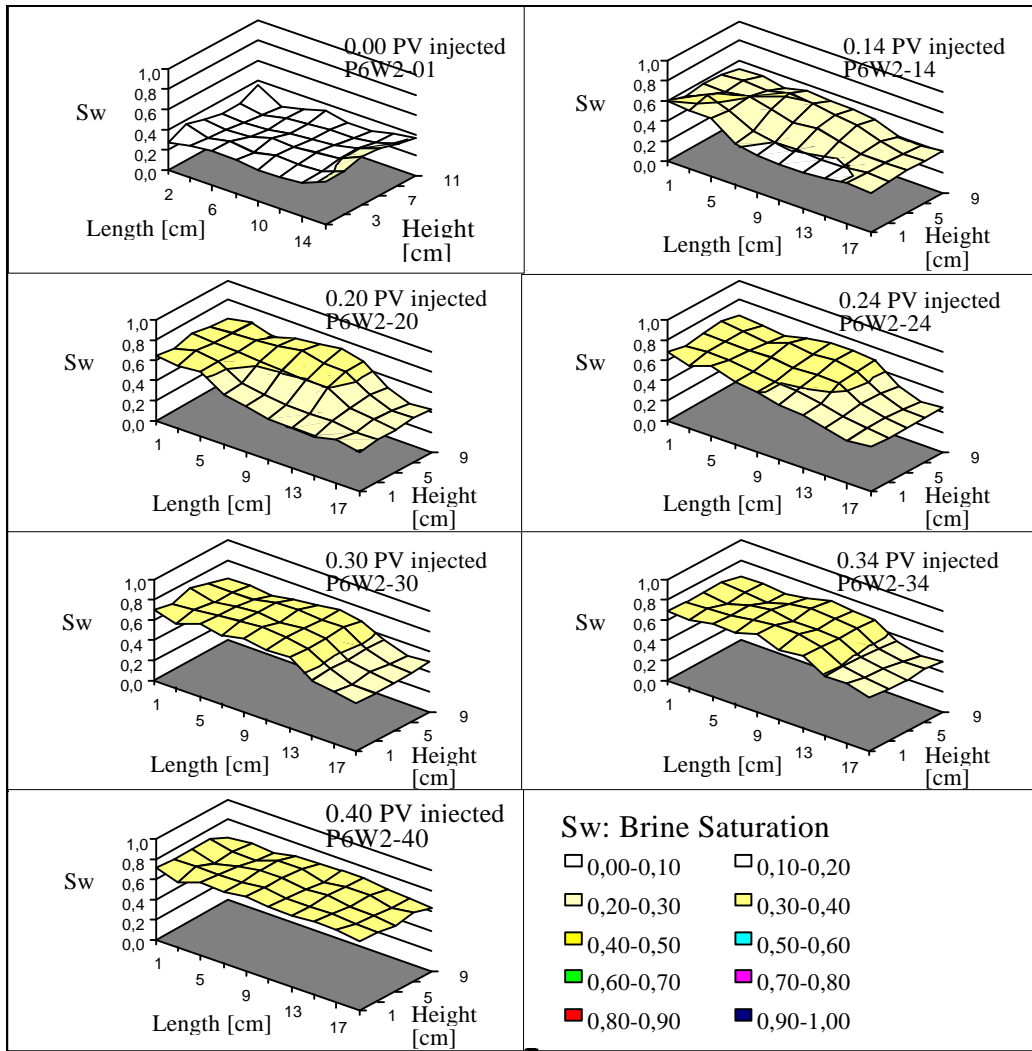 0.00 PV injected
P6W2-01
1,0
0,8
0,6
0,4
0,2
0,0
Sw
2
6
10
14
Length [cm]
3
7
11
Height
[cm]
0.14 PV injected
P6W2-14
1,0
0,8
0,6
0,4
0,2
0,0
Sw
1
5
9
13
17
Length [cm]
1
5
9
Height
[cm]
0.20 PV injected
P6W2-20
1,0
0,8
0,6
0,4
0,2
0,0
Sw
1
5
9
13
17
Length [cm]
1
5
9
Height
[cm]
0.24 PV injected
P6W2-24
1,0
0,8
0,6
0,4
0,2
0,0
Sw
1
5
9
13
17
Length [cm]
1
5
9
Height
[cm]
0.30 PV injected
P6W2-30
1,0
0,8
0,6
0,4
0,2
0,0
Sw
1
5
9
13
17
Length [cm]
1
5
9
Height
[cm]
0.34 PV injected
P6W2-34
1,0
0,8
0,6
0,4
0,2
0,0
Sw
1
5
9
13
17
Length [cm]
1
5
9
Height
[cm]
0.40 PV injected
P6W2-40
1,0
0,8
0,6
0,4
0,2
0,0
Sw
1
5
9
13
17
Length [cm]
1
5
9
Height
[cm]
Sw: Brine Saturation
0,00-0,10 0,10-0,20
0,20-0,30 0,30-0,40
0,40-0,50 0,50-0,60
0,60-0,70 0,70-0,80
0,80-0,90 0,90-1,00